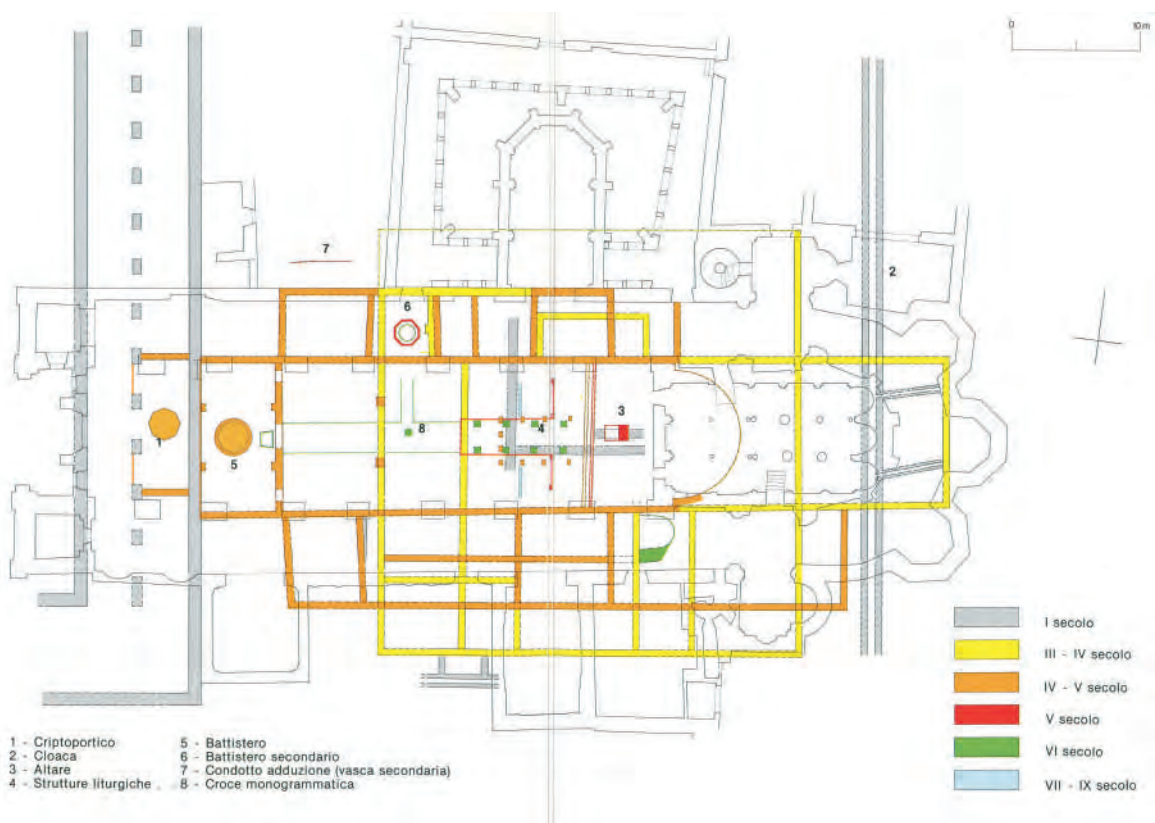 0 10m
7
2
6
3
4
8
1
1
5
I secolo
III - IV secolo
IV - V secolo
V secolo
VI secolo
VII - IX secolo
1 - Criptoportico
2 - Cloaca
3 - Altare
4 - Strutture liturgiche
5 - Battistero
6 - Battistero secondario
7 - Condotto adduzione (vasca secondaria)
8 - Croce monogrammatica